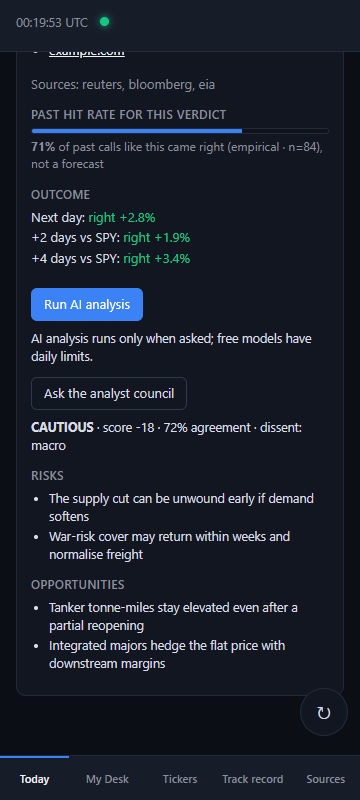 00:19:53 UTC
example.com
Sources: reuters, bloomberg, eia
PAST HIT RATE FOR THIS VERDICT
71% of past calls like this came right (empirical · n=84),
not a forecast
OUTCOME
Next day: right +2.8%
+2 days vs SPY: right +1.9%
+4 days vs SPY: right +3.4%
Run AI analysis
AI analysis runs only when asked; free models have
daily limits.
Ask the analyst council
CAUTIOUS · score -18 · 72% agreement · dissent:
macro
RISKS
• The supply cut can be unwound early if demand
softens
• War-risk cover may return within weeks and
normalise freight
OPPORTUNITIES
• Tanker tonne-miles stay elevated even after a
partial reopening
• Integrated majors hedge the flat price with
downstream margins
Today My Desk Tickers Track record Sources